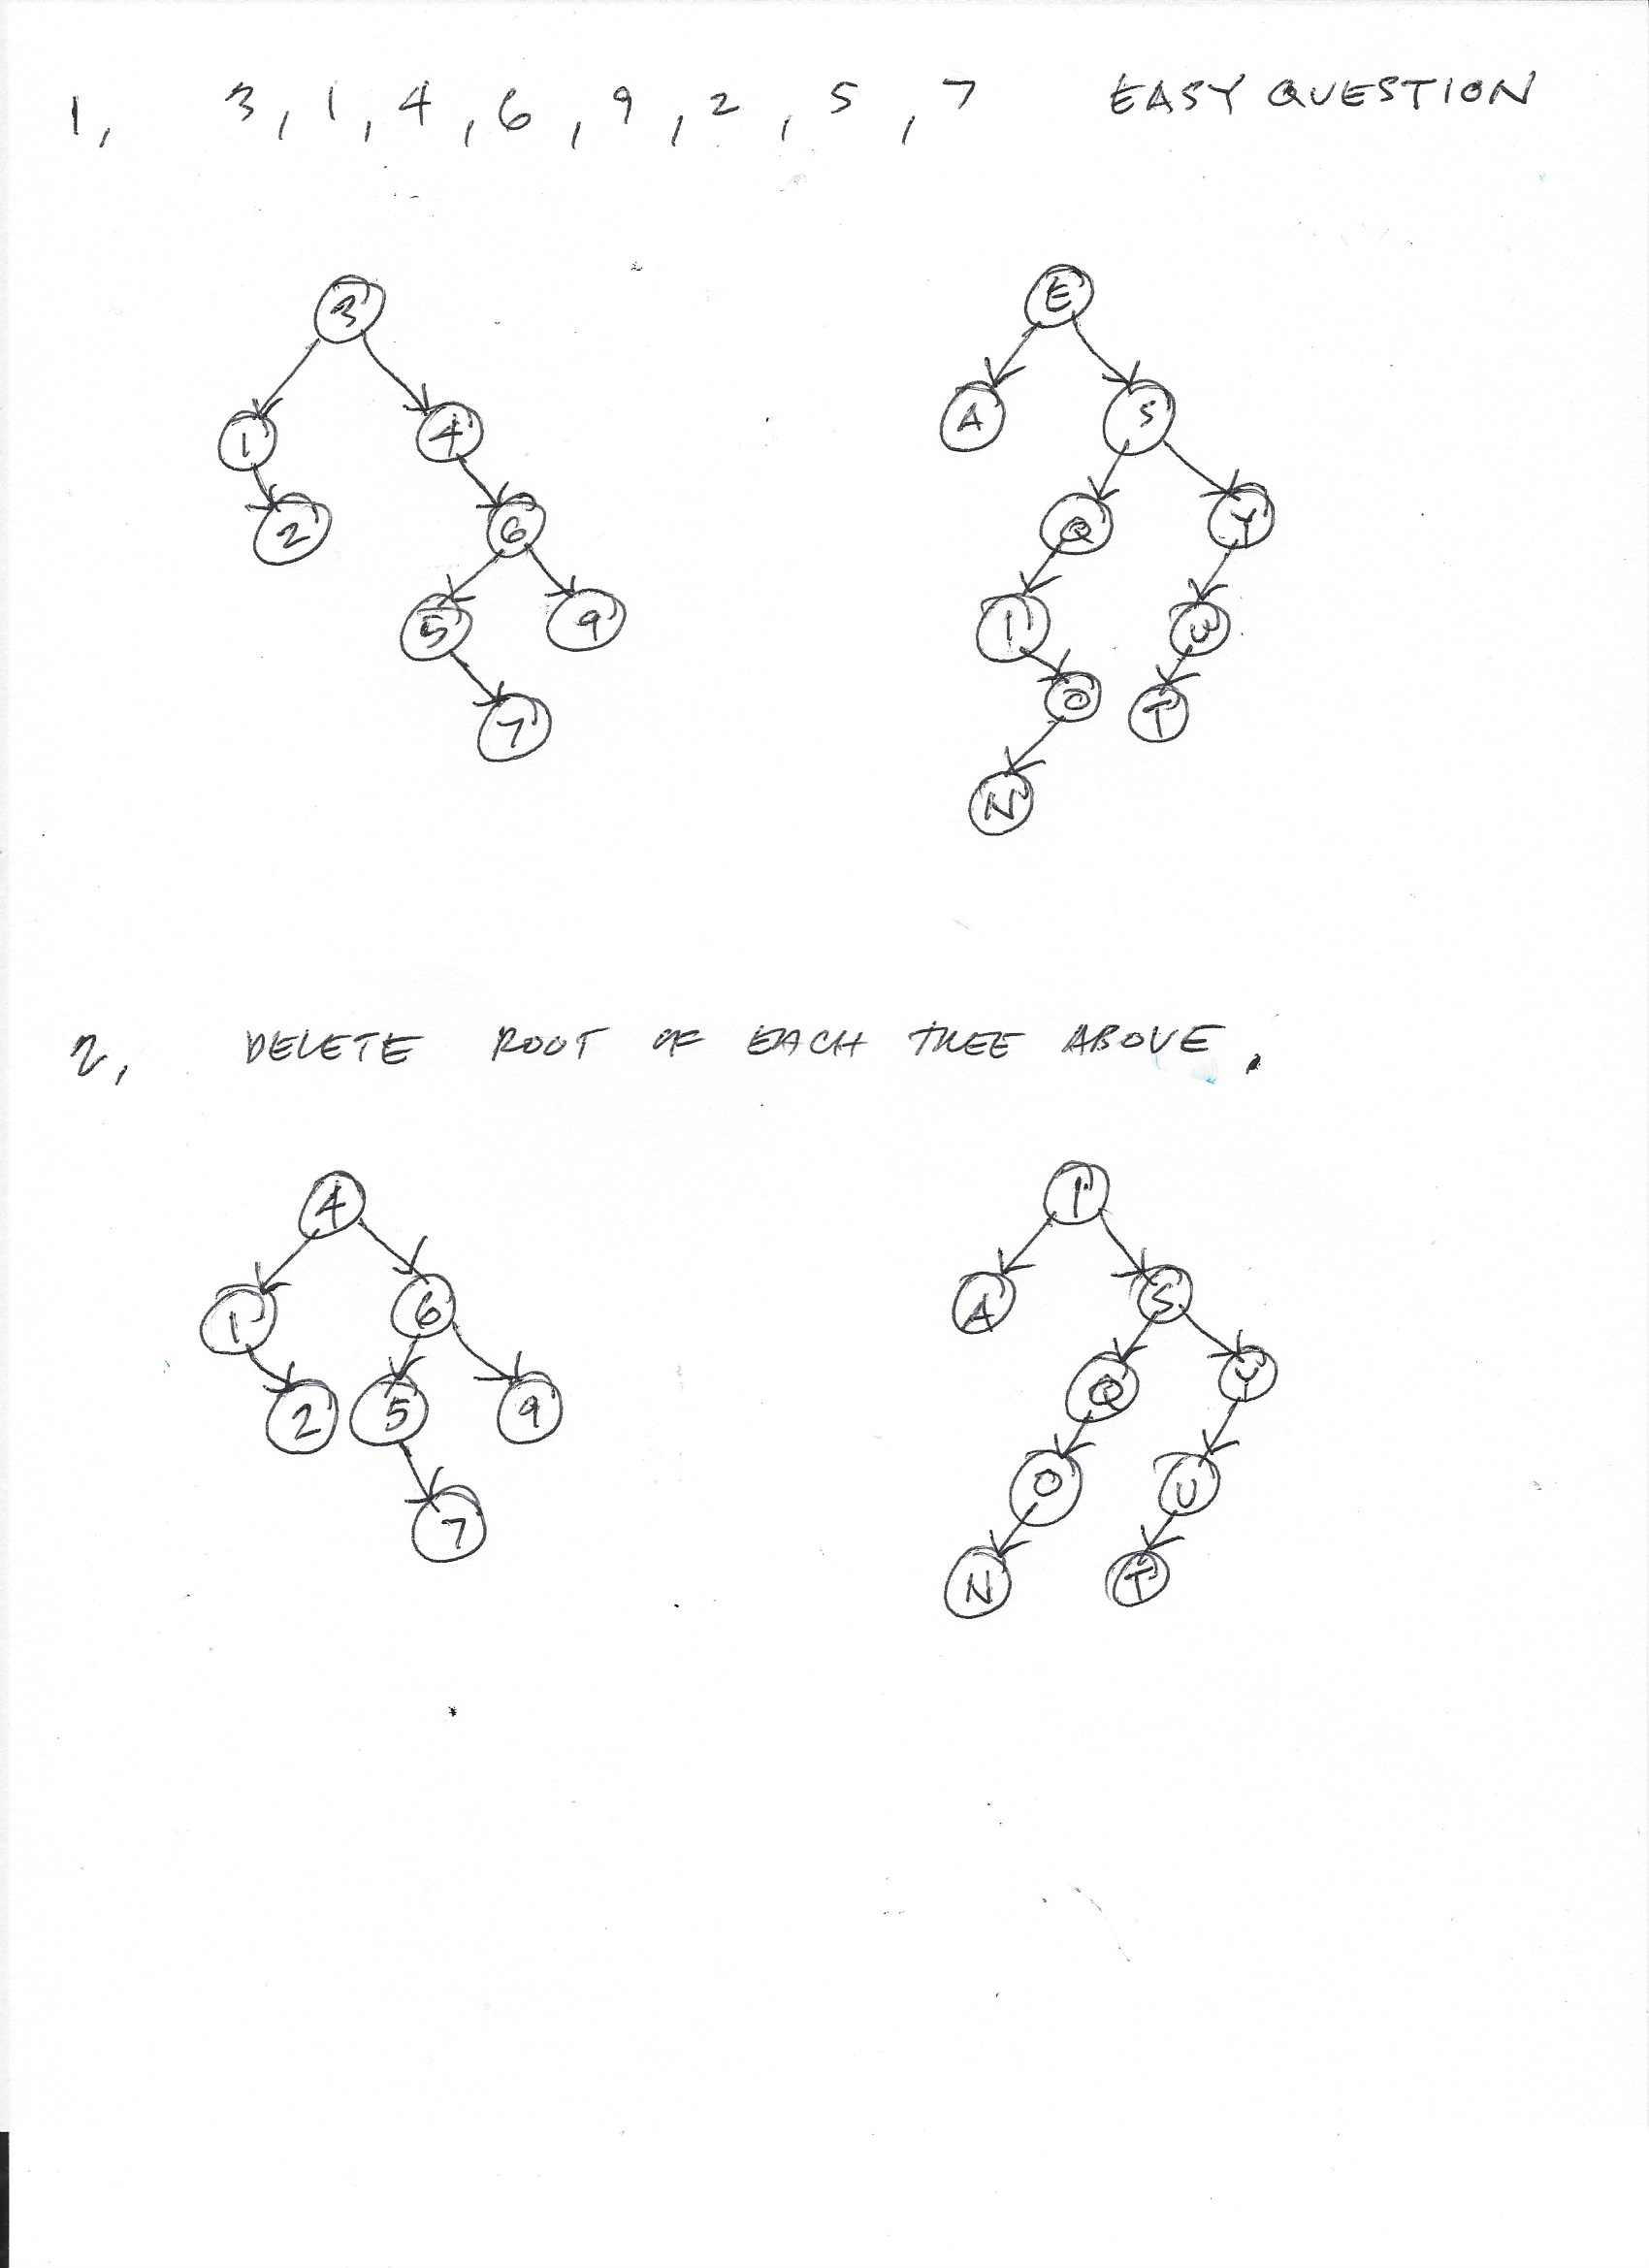 1, 3, 1, 4, 6, 9, 2, 5, 7 EASY QUESTION
3 E
1 4 A S
2 6 Q Y
5 9 I U
7 O T
N
2, DELETE ROOT OF EACH TREE ABOVE.
4 I
1 6 A S
2 5 9 Q Y
7 O U
N T